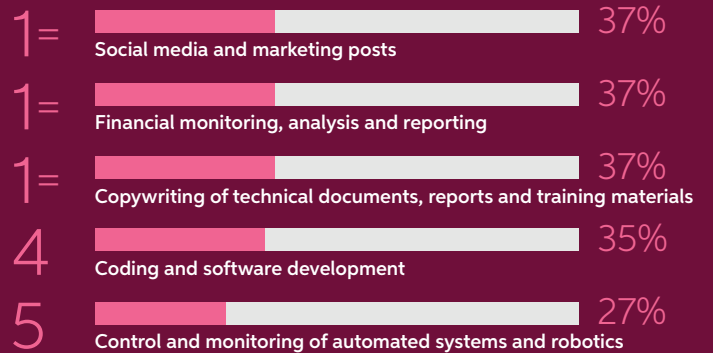 1= 37%
Social media and marketing posts
1= 37%
Financial monitoring, analysis and reporting
1= 37%
Copywriting of technical documents, reports and training materials
4 35%
Coding and software development
5 27%
Control and monitoring of automated systems and robotics